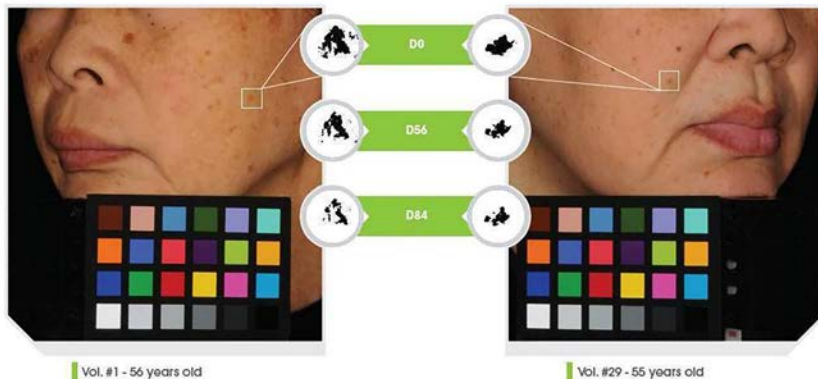 D0
D56
D84
Vol. #1 - 56 years old
Vol. #29 - 55 years old